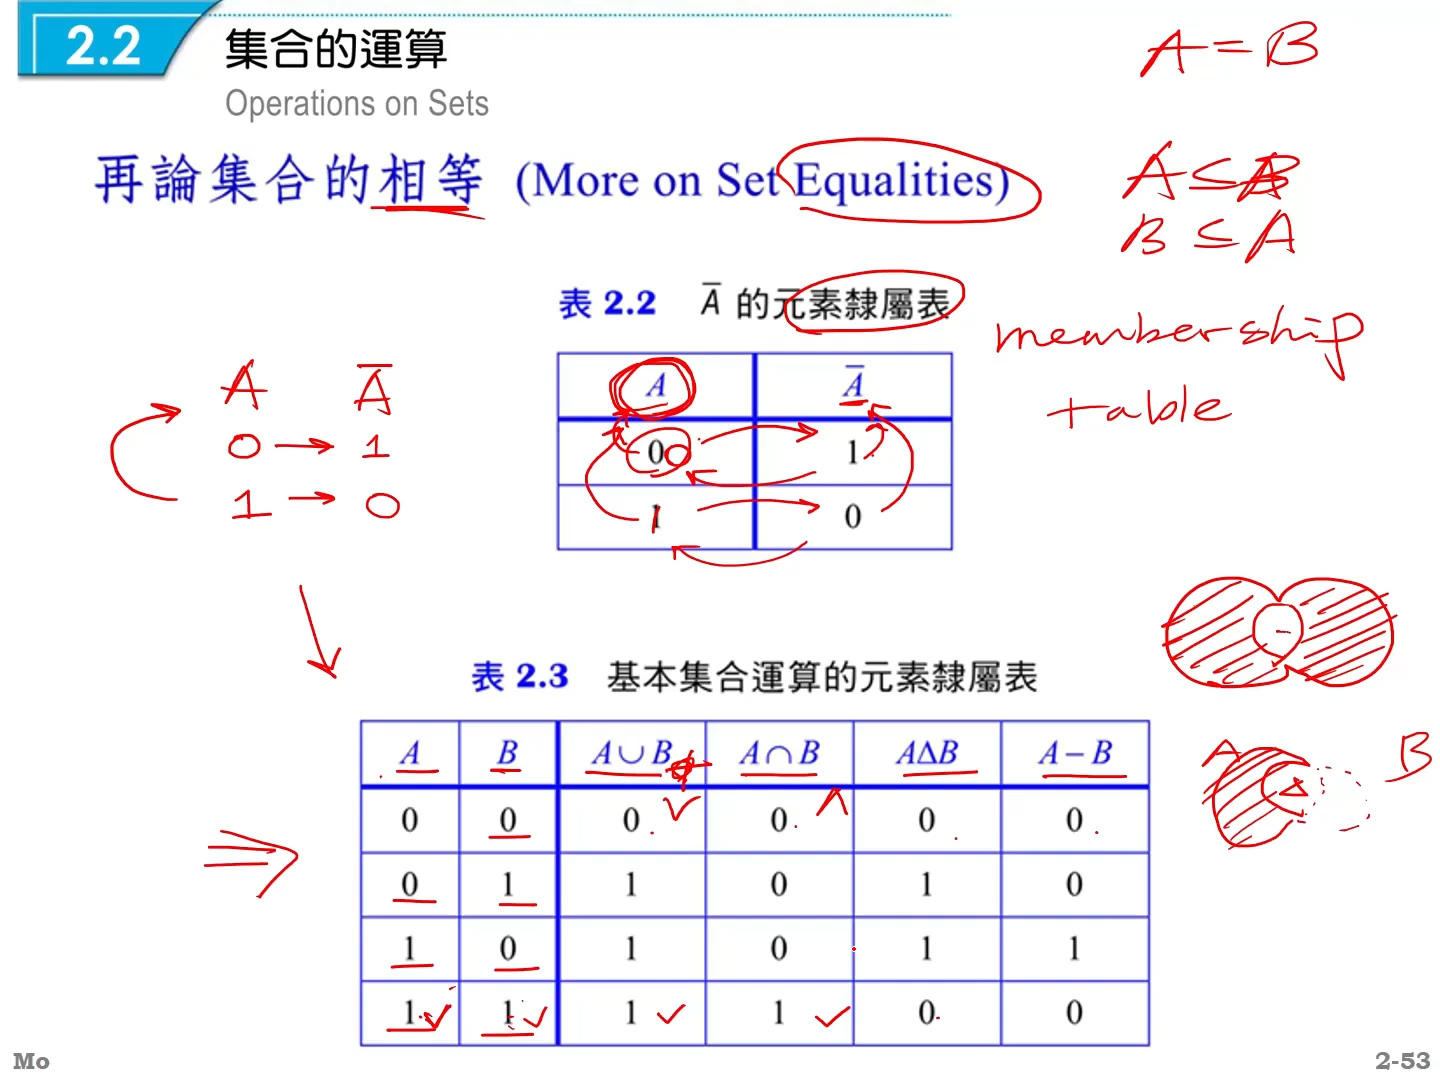 2.2 集合的運算
Operations on Sets
A = B
再論集合的相等 (More on Set Equalities)
A ⊆ B
B ⊆ A
表 2.2 A̅ 的元素隸屬表
membership
table
A A̅
0 1
1 0
A A̅
0 → 1
1 → 0
表 2.3 基本集合運算的元素隸屬表
A B A∪B A∩B AΔB A−B
0 0 0 0 0 0
0 1 1 0 1 0
1 0 1 0 1 1
1 1 1 1 0 0
A B
Mo 2-53